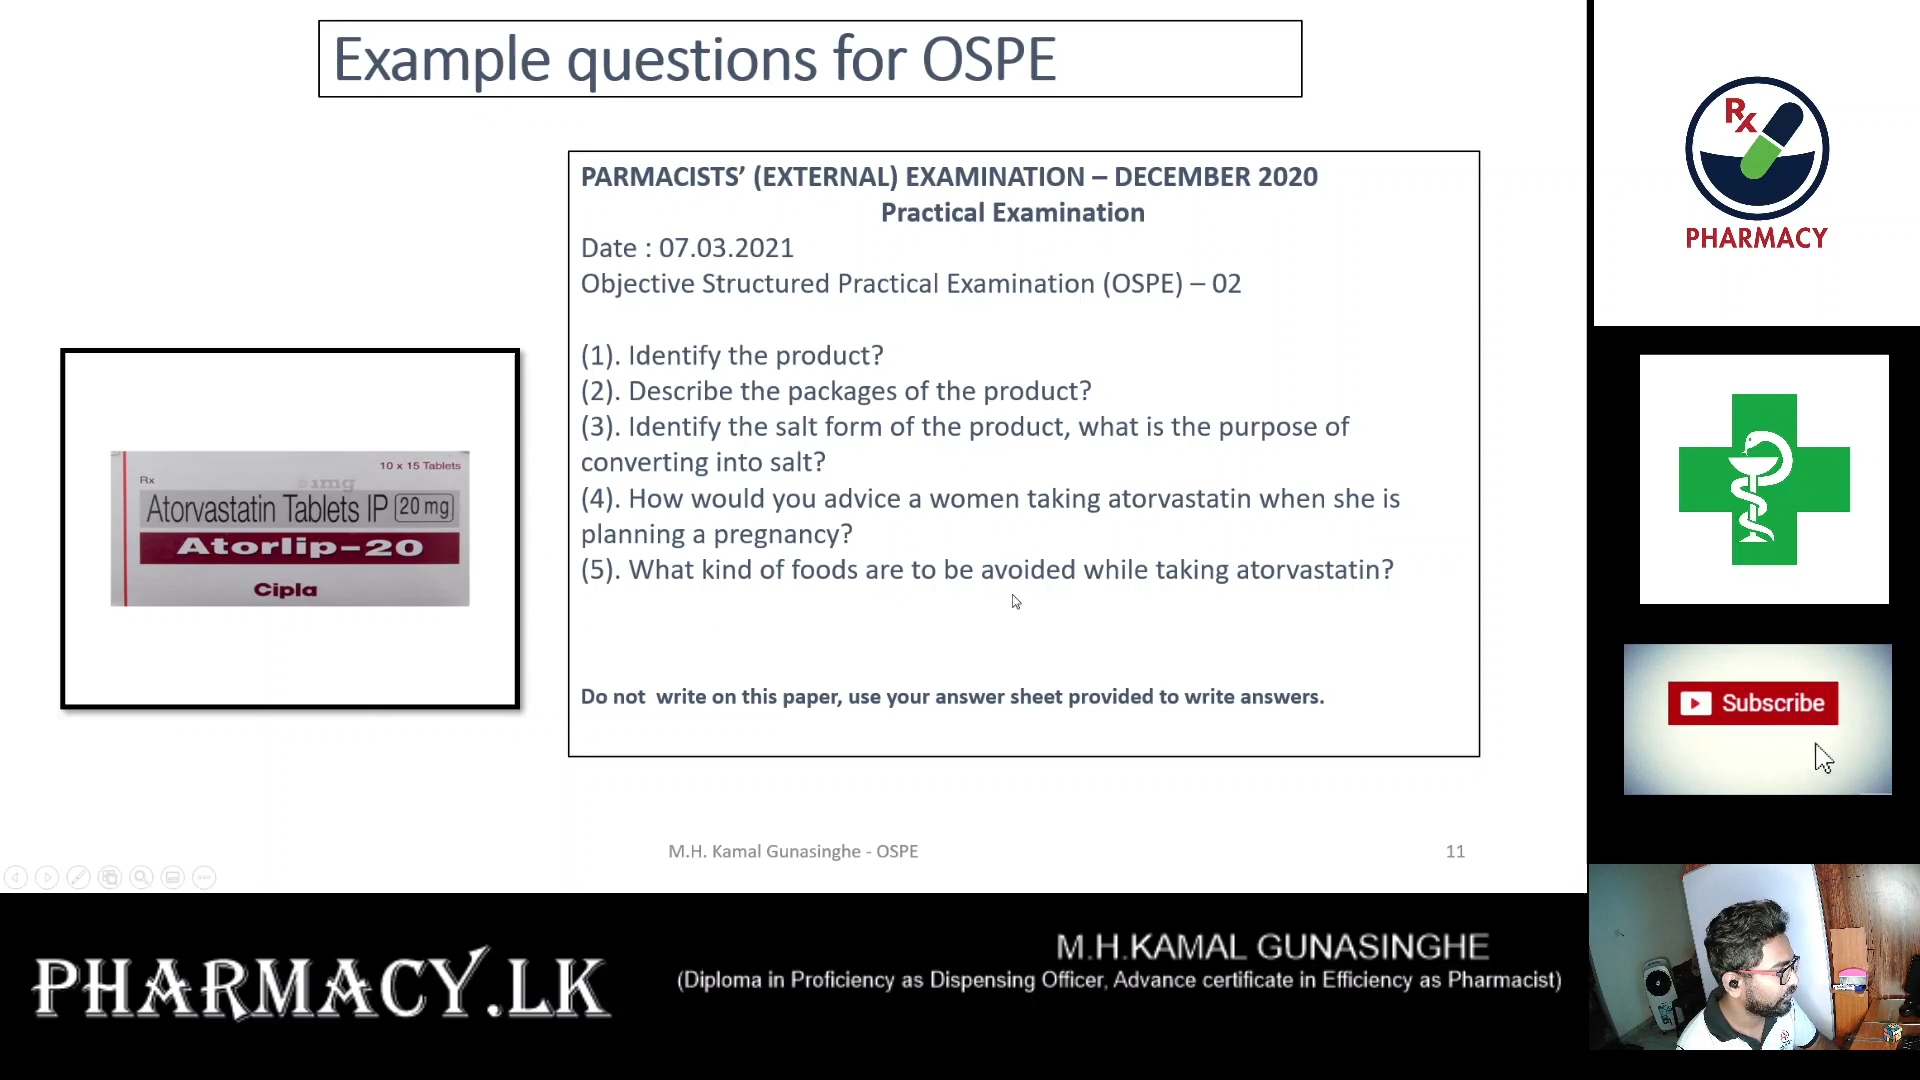 Example questions for OSPE
PARMACISTS’ (EXTERNAL) EXAMINATION – DECEMBER 2020
Practical Examination
Date : 07.03.2021
Objective Structured Practical Examination (OSPE) – 02
(1). Identify the product?
(2). Describe the packages of the product?
(3). Identify the salt form of the product, what is the purpose of
converting into salt?
(4). How would you advice a women taking atorvastatin when she is
planning a pregnancy?
(5). What kind of foods are to be avoided while taking atorvastatin?
Do not write on this paper, use your answer sheet provided to write answers.
10 x 15 Tablets
Rx
1mg
Atorvastatin Tablets IP 20 mg
Atorlip-20
Cipla
M.H. Kamal Gunasinghe - OSPE
11
Rx
PHARMACY
Subscribe
PHARMACY.LK
M.H.KAMAL GUNASINGHE
(Diploma in Proficiency as Dispensing Officer, Advance certificate in Efficiency as Pharmacist)